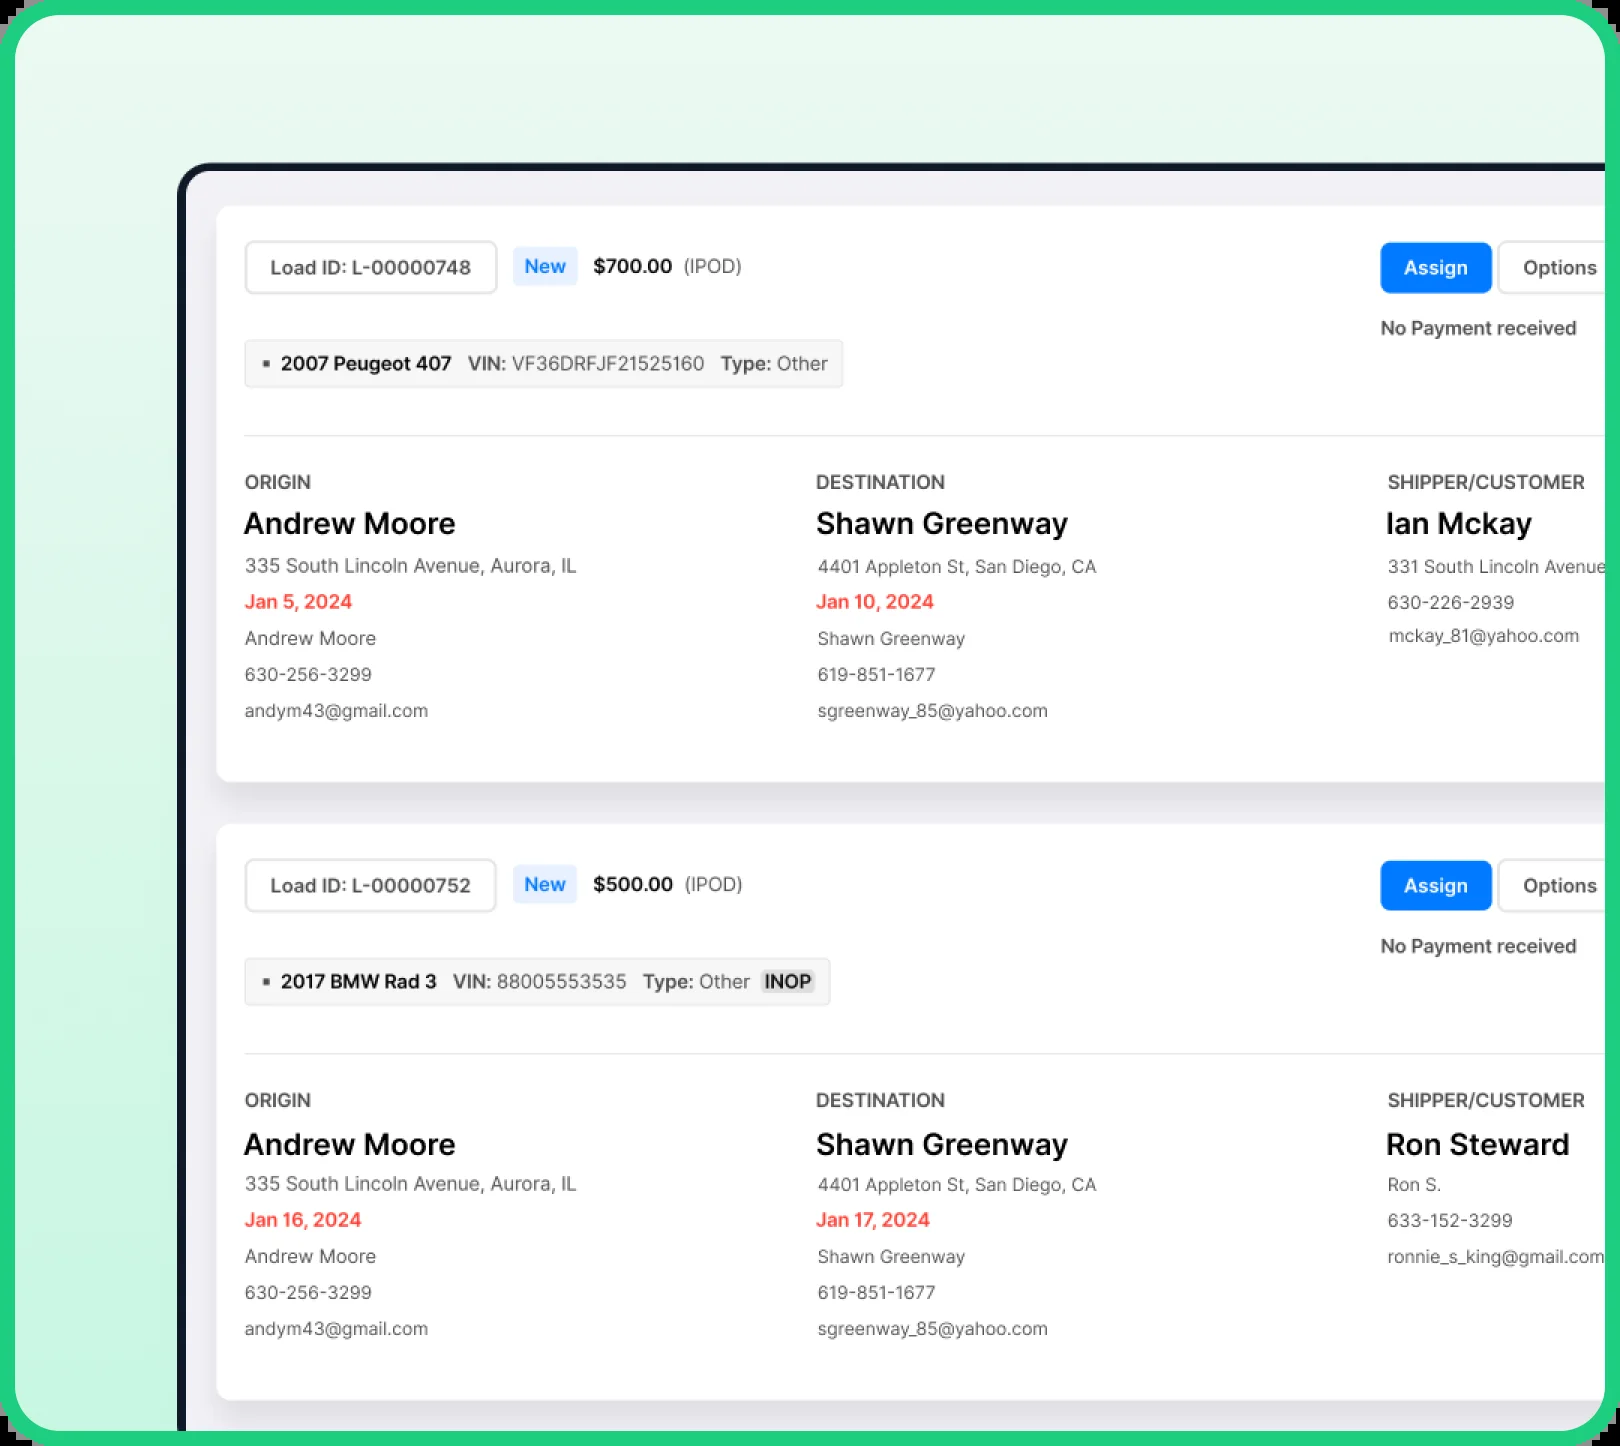 Load ID: L-00000748 New $700.00 (IPOD) Assign Options
No Payment received
▪ 2007 Peugeot 407 VIN: VF36DRFJF21525160 Type: Other
ORIGIN DESTINATION SHIPPER/CUSTOMER
Andrew Moore Shawn Greenway Ian Mckay
335 South Lincoln Avenue, Aurora, IL 4401 Appleton St, San Diego, CA 331 South Lincoln Avenue
Jan 5, 2024 Jan 10, 2024 630-226-2939
Andrew Moore Shawn Greenway mckay_81@yahoo.com
630-256-3299 619-851-1677
andym43@gmail.com sgreenway_85@yahoo.com
Load ID: L-00000752 New $500.00 (IPOD) Assign Options
No Payment received
▪ 2017 BMW Rad 3 VIN: 88005553535 Type: Other INOP
ORIGIN DESTINATION SHIPPER/CUSTOMER
Andrew Moore Shawn Greenway Ron Steward
335 South Lincoln Avenue, Aurora, IL 4401 Appleton St, San Diego, CA Ron S.
Jan 16, 2024 Jan 17, 2024 633-152-3299
Andrew Moore Shawn Greenway ronnie_s_king@gmail.com
630-256-3299 619-851-1677
andym43@gmail.com sgreenway_85@yahoo.com